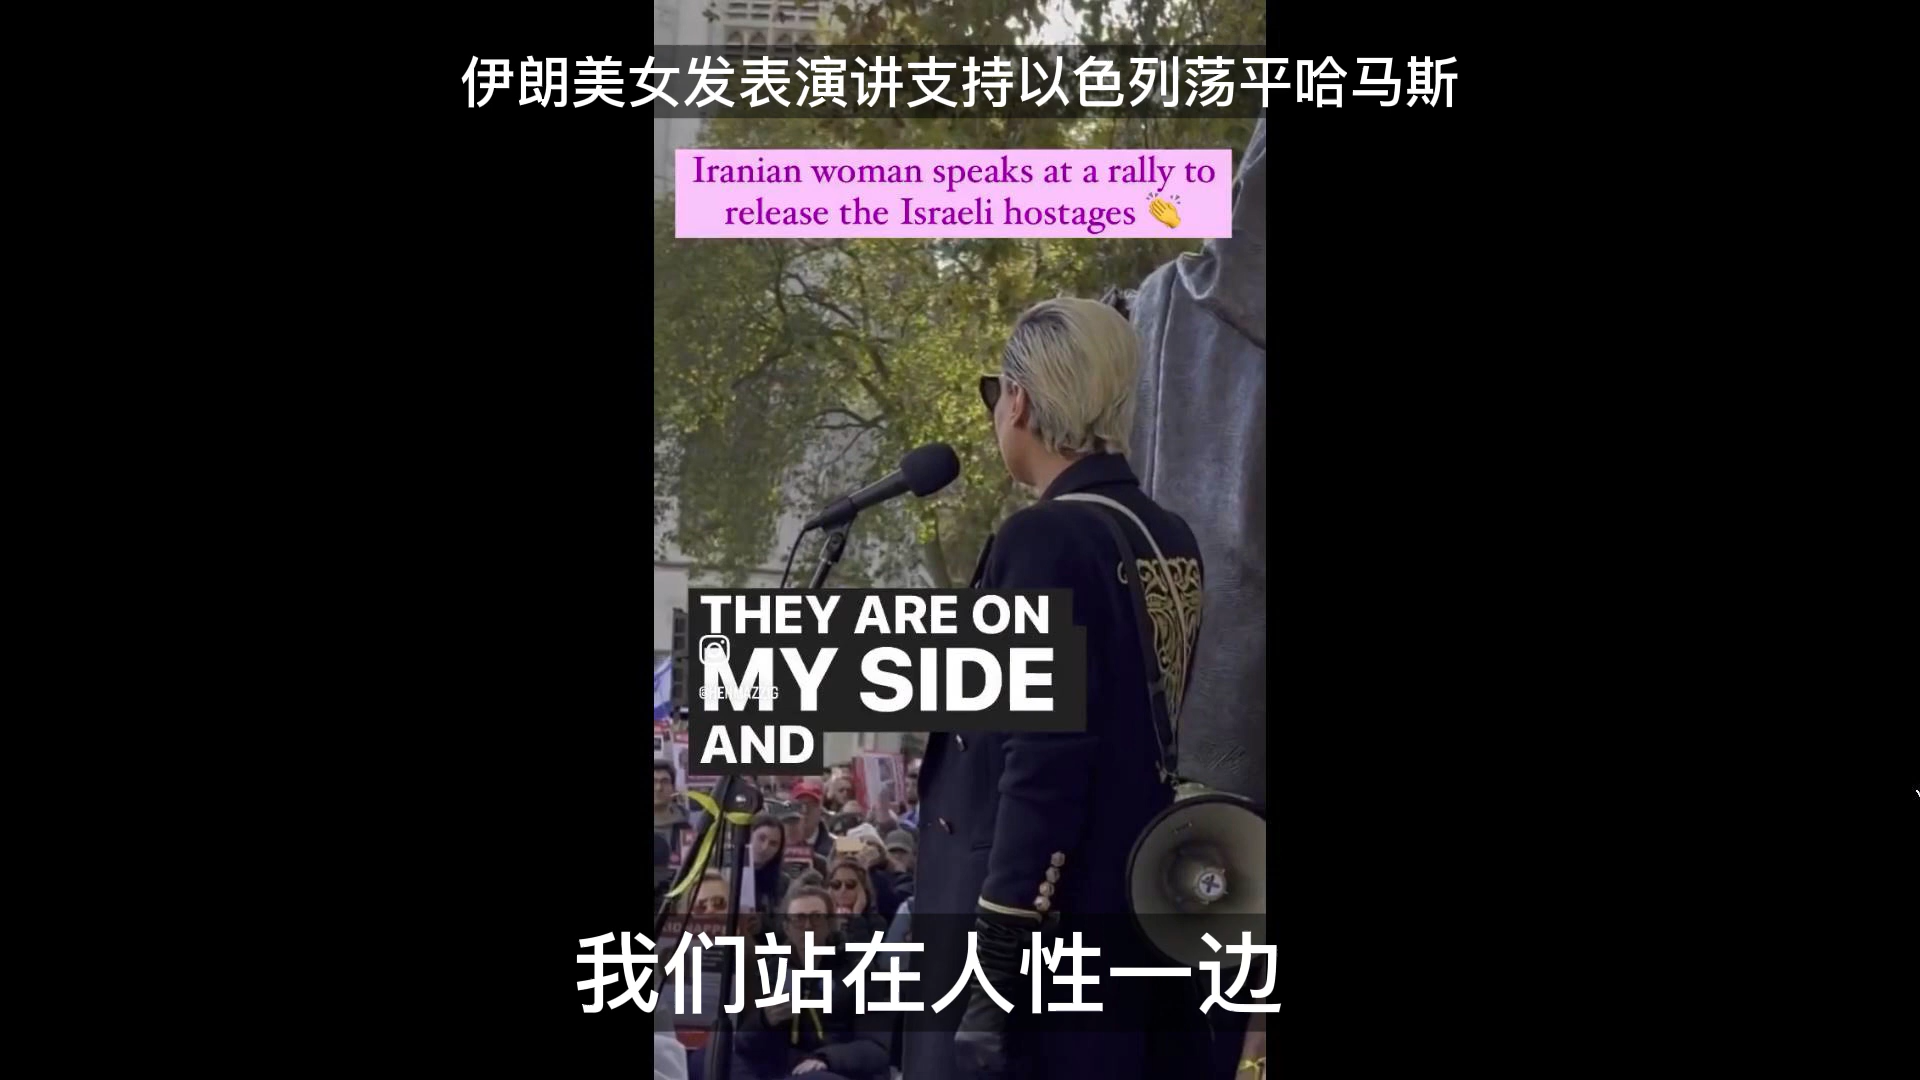 伊朗美女发表演讲支持以色列荡平哈马斯
Iranian woman speaks at a rally to
release the Israeli hostages 👏
THEY ARE ON
MY SIDE
AND
我们站在人性一边